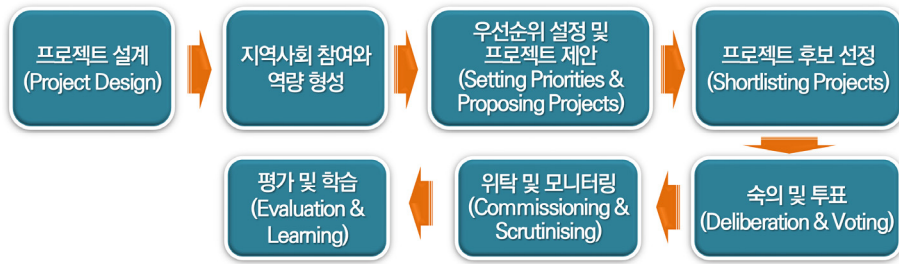 프로젝트 설계
(Project Design)
지역사회 참여와
역량 형성
우선순위 설정 및
프로젝트 제안
(Setting Priorities &
Proposing Projects)
프로젝트 후보 선정
(Shortlisting Projects)
숙의 및 투표
(Deliberation & Voting)
위탁 및 모니터링
(Commissioning &
Scrutinising)
평가 및 학습
(Evaluation &
Learning)